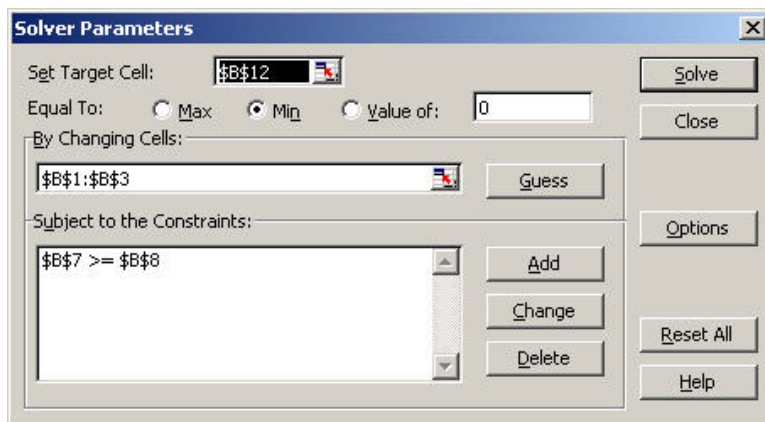 Solver Parameters
Set Target Cell: $B$12
Solve
Equal To: Max Min Value of: 0
Close
By Changing Cells:
$B$1:$B$3
Guess
Subject to the Constraints:
Options
$B$7 >= $B$8
Add
Change
Reset All
Delete
Help